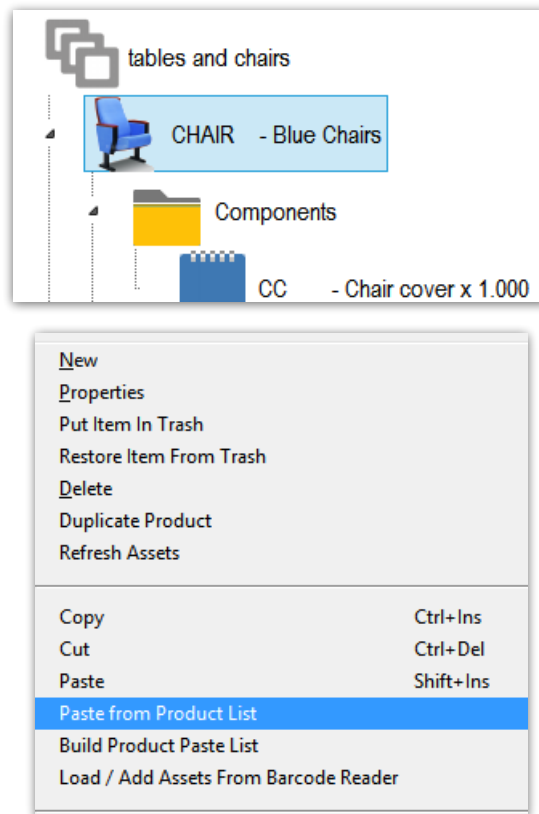 tables and chairs
CHAIR - Blue Chairs
Components
CC - Chair cover x 1.000
New
Properties
Put Item In Trash
Restore Item From Trash
Delete
Duplicate Product
Refresh Assets
Copy Ctrl+Ins
Cut Ctrl+Del
Paste Shift+Ins
Paste from Product List
Build Product Paste List
Load / Add Assets From Barcode Reader